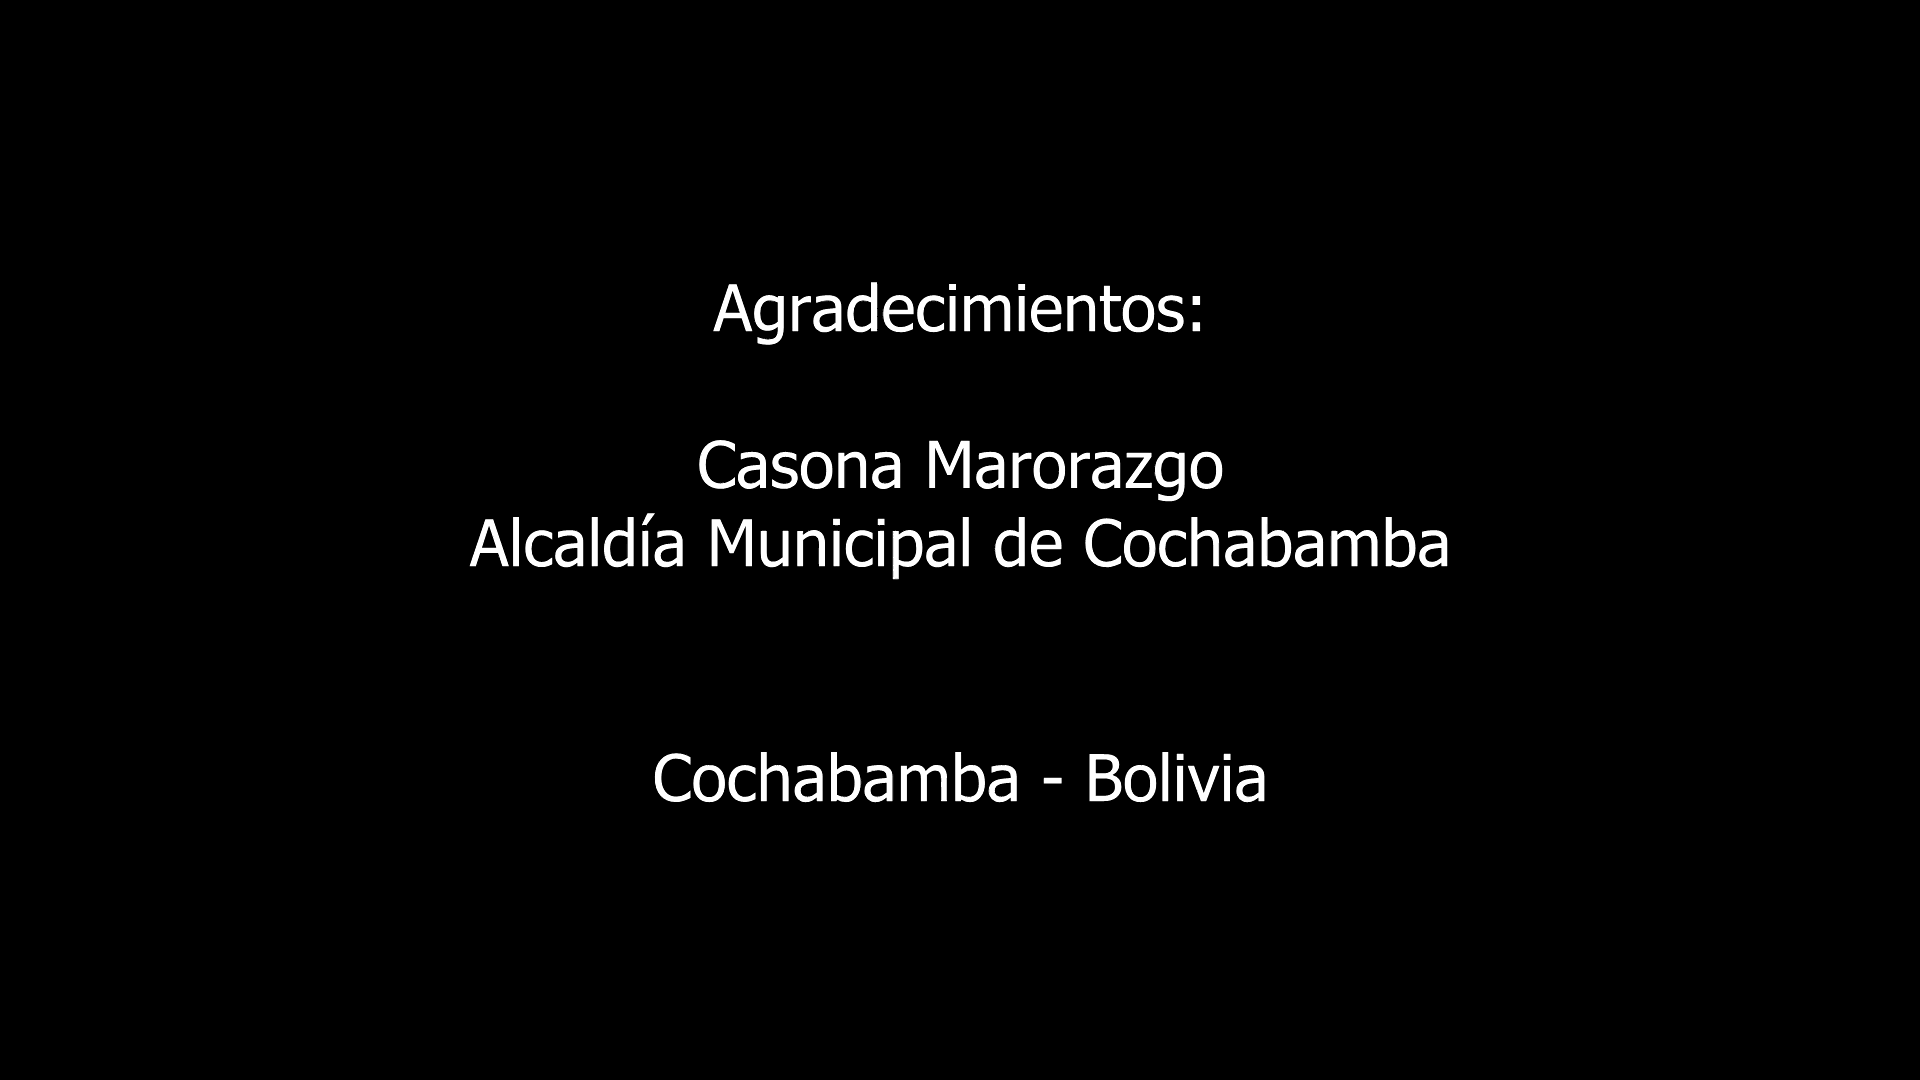 Agradecimientos:
Casona Marorazgo
Alcaldía Municipal de Cochabamba
Cochabamba - Bolivia